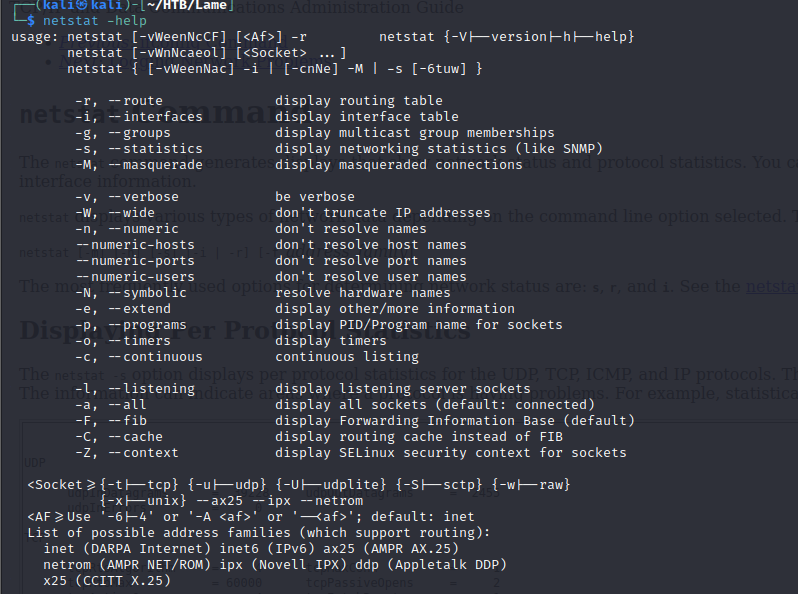 (kali㉿kali)-[~/HTB/Lame]
$ netstat -help
usage: netstat [-vWeenNcCF] [<Af>] -r         netstat {-V|--version|-h|--help}
       netstat [-vWnNcaeol] [<Socket> ...]
       netstat { [-vWeenNac] -i | [-cnNe] -M | -s [-6tuw] }

        -r, --route              display routing table
        -i, --interfaces         display interface table
        -g, --groups             display multicast group memberships
        -s, --statistics         display networking statistics (like SNMP)
        -M, --masquerade         display masqueraded connections

        -v, --verbose            be verbose
        -W, --wide               don't truncate IP addresses
        -n, --numeric            don't resolve names
        --numeric-hosts          don't resolve host names
        --numeric-ports          don't resolve port names
        --numeric-users          don't resolve user names
        -N, --symbolic           resolve hardware names
        -e, --extend             display other/more information
        -p, --programs           display PID/Program name for sockets
        -o, --timers             display timers
        -c, --continuous         continuous listing

        -l, --listening          display listening server sockets
        -a, --all                display all sockets (default: connected)
        -F, --fib                display Forwarding Information Base (default)
        -C, --cache              display routing cache instead of FIB
        -Z, --context            display SELinux security context for sockets

  <Socket>={-t|--tcp} {-u|--udp} {-U|--udplite} {-S|--sctp} {-w|--raw}
           {-x|--unix} --ax25 --ipx --netrom
  <AF>=Use '-6|-4' or '-A <af>' or '--<af>'; default: inet
  List of possible address families (which support routing):
    inet (DARPA Internet) inet6 (IPv6) ax25 (AMPR AX.25)
    netrom (AMPR NET/ROM) ipx (Novell IPX) ddp (Appletalk DDP)
    x25 (CCITT X.25)